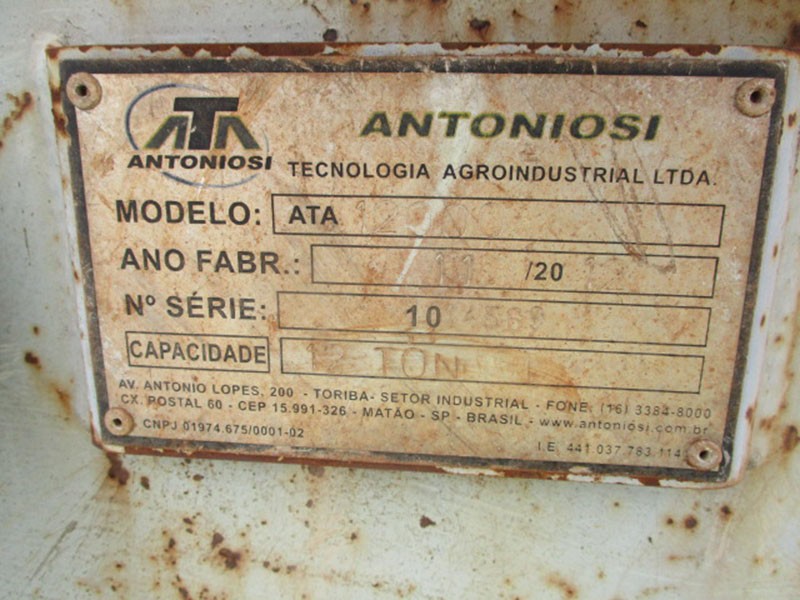 ATA
ANTONIOSI
ANTONIOSI
TECNOLOGIA AGROINDUSTRIAL LTDA.
MODELO: ATA
ANO FABR.: /20
Nº SÉRIE: 10
CAPACIDADE 12 TON
AV. ANTONIO LOPES, 200 - TORIBA- SETOR INDUSTRIAL - FONE: (16) 3384-8000
CX. POSTAL 60 - CEP 15.991-326 - MATÃO - SP - BRASIL - www.antoniosi.com.br
CNPJ 01974.675/0001-02
I.E. 441.037.783.114